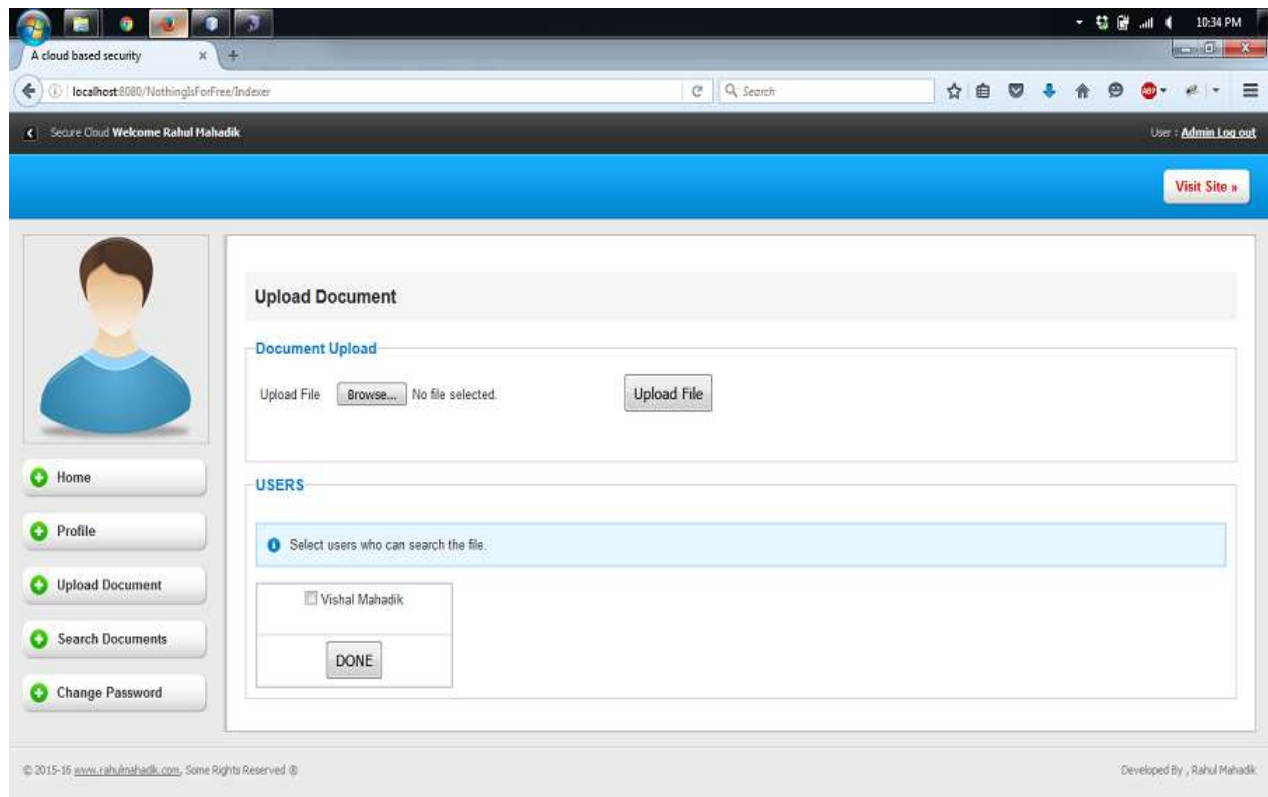 10:34 PM
A cloud based security
localhost:8080/NothingIsForFree/Indexer
Search
Secure Cloud Welcome Rahul Mahadik
User : Admin Log out
Visit Site »
Upload Document
Document Upload
Upload File Browse... No file selected. Upload File
Home
USERS
Profile
Select users who can search the file.
Upload Document
Vishal Mahadik
Search Documents
DONE
Change Password
© 2015-16 www.rahulmahadik.com, Some Rights Reserved ®
Developed By , Rahul Mahadik